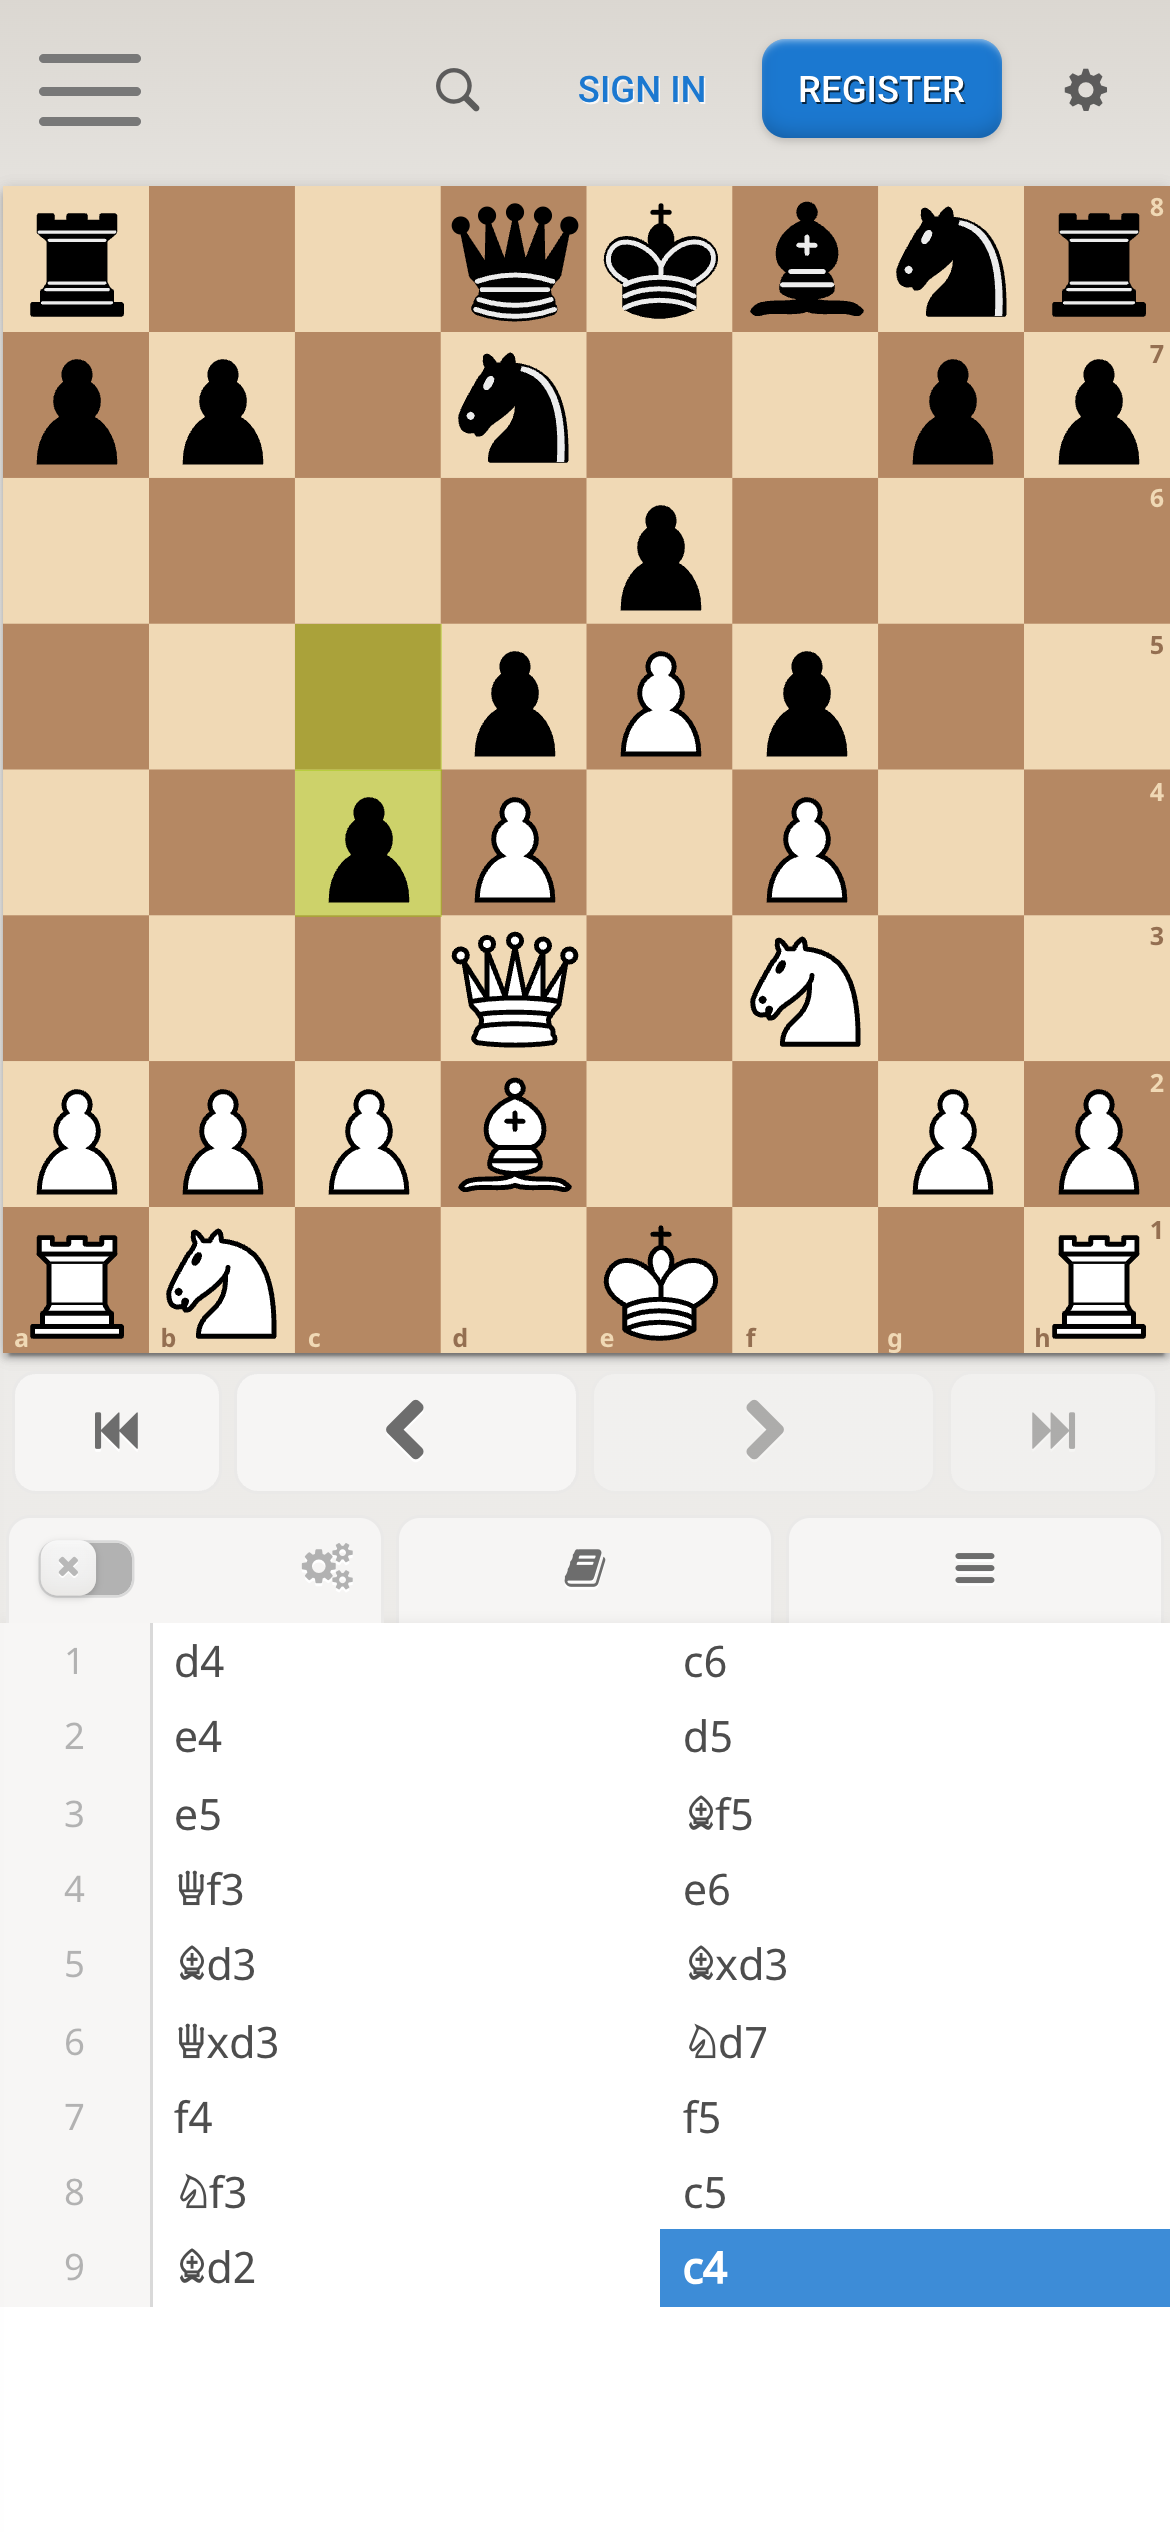 SIGN IN REGISTER
8
7
6
5
4
3
2
1
a b c d e f g h
1 d4 c6
2 e4 d5
3 e5 ♗f5
4 ♕f3 e6
5 ♗d3 ♗xd3
6 ♕xd3 ♘d7
7 f4 f5
8 ♘f3 c5
9 ♗d2 c4